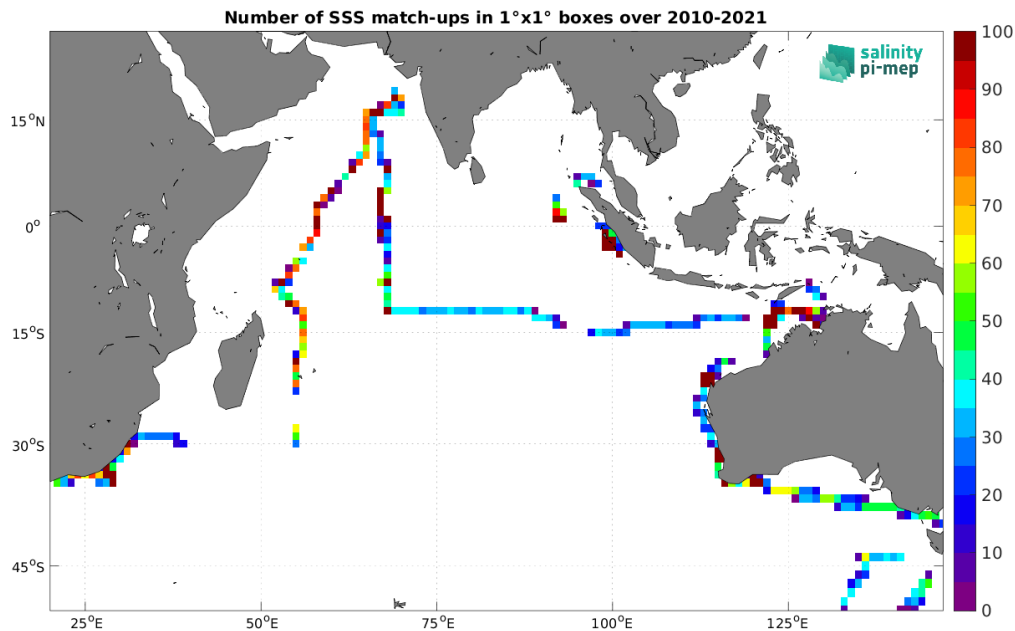 Number of SSS match-ups in 1°x1° boxes over 2010-2021
salinity
pi-mep
15°N
0°
15°S
30°S
45°S
25°E
50°E
75°E
100°E
125°E
100
90
80
70
60
50
40
30
20
10
0